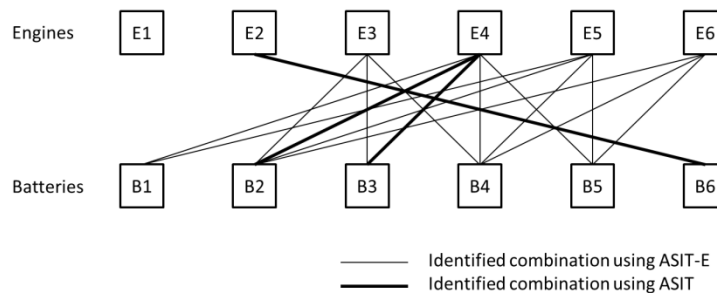 Engines E1 E2 E3 E4 E5 E6
Batteries B1 B2 B3 B4 B5 B6
Identified combination using ASIT-E
Identified combination using ASIT